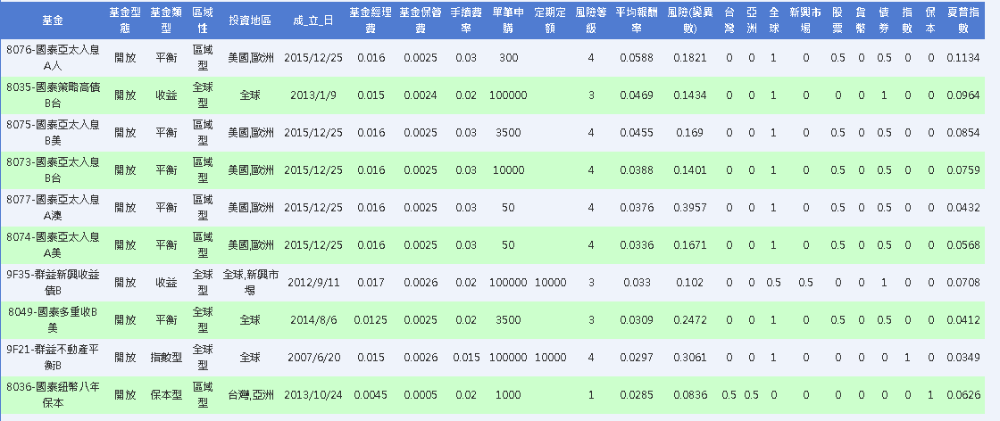 基金 基金型態 基金類型 區域性 投資地區 成_立_日 基金經理費 基金保管費 手續費率 單筆申購 定期定額 風險等級 平均報酬率 風險(變異數) 台灣 亞洲 全球 新興市場 股票 貨幣 債券 指數 保本 夏普指數
8076-國泰亞太入息A人 開放 平衡 區域型 美國,歐洲 2015/12/25 0.016 0.0025 0.03 300 4 0.0588 0.1821 0 0 1 0 0.5 0 0.5 0 0 0.1134
8035-國泰策略高債B台 開放 收益 全球型 全球 2013/1/9 0.015 0.0024 0.02 100000 3 0.0469 0.1434 0 0 1 0 0 0 1 0 0 0.0964
8075-國泰亞太入息B美 開放 平衡 區域型 美國,歐洲 2015/12/25 0.016 0.0025 0.03 3500 4 0.0455 0.169 0 0 1 0 0.5 0 0.5 0 0 0.0854
8073-國泰亞太入息B台 開放 平衡 區域型 美國,歐洲 2015/12/25 0.016 0.0025 0.03 10000 4 0.0388 0.1401 0 0 1 0 0.5 0 0.5 0 0 0.0759
8077-國泰亞太入息A澳 開放 平衡 區域型 美國,歐洲 2015/12/25 0.016 0.0025 0.03 50 4 0.0376 0.3957 0 0 1 0 0.5 0 0.5 0 0 0.0432
8074-國泰亞太入息A美 開放 平衡 區域型 美國,歐洲 2015/12/25 0.016 0.0025 0.03 50 4 0.0336 0.1671 0 0 1 0 0.5 0 0.5 0 0 0.0568
9F35-群益新興收益債B 開放 收益 全球型 全球,新興市場 2012/9/11 0.017 0.0026 0.02 100000 10000 3 0.033 0.102 0 0 0.5 0.5 0 0 1 0 0 0.0708
8049-國泰多重收B美 開放 平衡 全球型 全球 2014/8/6 0.0125 0.0025 0.02 3500 3 0.0309 0.2472 0 0 1 0 0.5 0 0.5 0 0 0.0412
9F21-群益不動產平衡B 開放 指數型 全球型 全球 2007/6/20 0.015 0.0026 0.015 100000 10000 4 0.0297 0.3061 0 0 1 0 0 0 0 1 0 0.0349
8036-國泰紐幣八年保本 開放 保本型 區域型 台灣,亞洲 2013/10/24 0.0045 0.0005 0.02 1000 1 0.0285 0.0836 0.5 0.5 0 0 0 0 0 0 1 0.0626